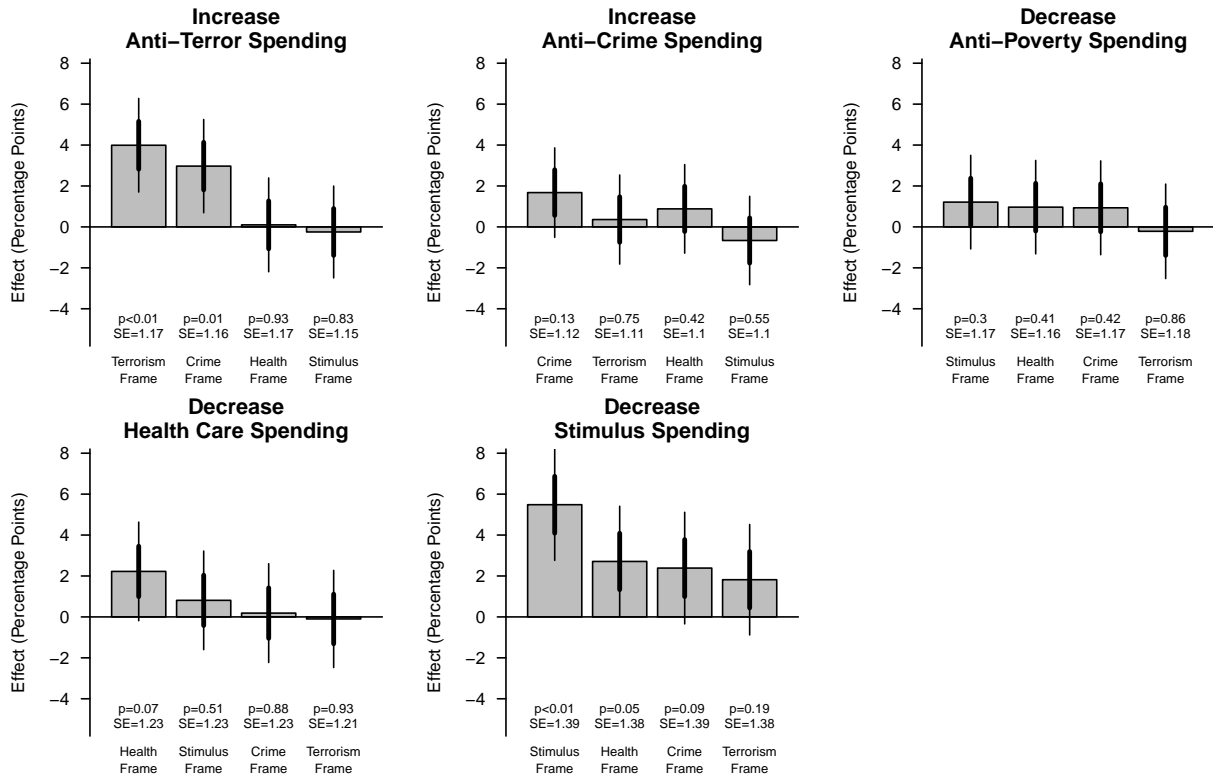 Increase
Anti−Terror Spending
Effect (Percentage Points)
8
6
4
2
0
−2
−4
p<0.01 p=0.01 p=0.93 p=0.83
SE=1.17 SE=1.16 SE=1.17 SE=1.15
Terrorism Crime Health Stimulus
Frame Frame Frame Frame
Increase
Anti−Crime Spending
Effect (Percentage Points)
8
6
4
2
0
−2
−4
p=0.13 p=0.75 p=0.42 p=0.55
SE=1.12 SE=1.11 SE=1.1 SE=1.1
Crime Terrorism Health Stimulus
Frame Frame Frame Frame
Decrease
Anti−Poverty Spending
Effect (Percentage Points)
8
6
4
2
0
−2
−4
p=0.3 p=0.41 p=0.42 p=0.86
SE=1.17 SE=1.16 SE=1.17 SE=1.18
Stimulus Health Crime Terrorism
Frame Frame Frame Frame
Decrease
Health Care Spending
Effect (Percentage Points)
8
6
4
2
0
−2
−4
p=0.07 p=0.51 p=0.88 p=0.93
SE=1.23 SE=1.23 SE=1.23 SE=1.21
Health Stimulus Crime Terrorism
Frame Frame Frame Frame
Decrease
Stimulus Spending
Effect (Percentage Points)
8
6
4
2
0
−2
−4
p<0.01 p=0.05 p=0.09 p=0.19
SE=1.39 SE=1.38 SE=1.39 SE=1.38
Stimulus Health Crime Terrorism
Frame Frame Frame Frame